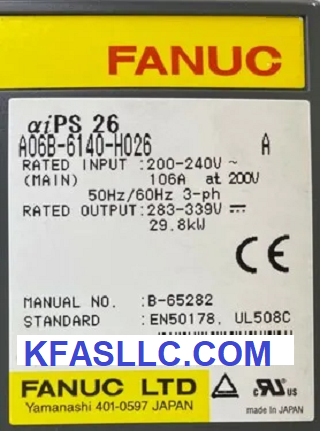 FANUC
αiPS 26
A06B-6140-H026 A
RATED INPUT :200-240V ~
(MAIN) 106A at 200V
50Hz/60Hz 3-ph
RATED OUTPUT:283-339V ⎓
29.8kW
CE
MANUAL NO. :B-65282
STANDARD :EN50178, UL508C
KFASLLC.COM
FANUC LTD
Yamanashi 401-0597 JAPAN
c RU US
made in JAPAN